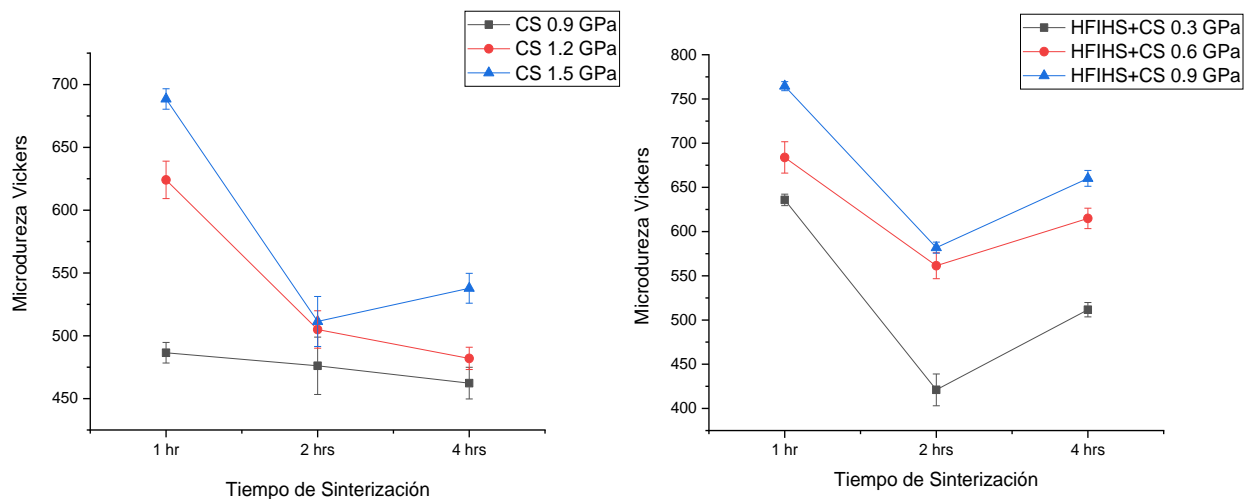 CS 0.9 GPa
CS 1.2 GPa
CS 1.5 GPa
Microdureza Vickers
700
650
600
550
500
450
1 hr
2 hrs
4 hrs
Tiempo de Sinterización
HFIHS+CS 0.3 GPa
HFIHS+CS 0.6 GPa
HFIHS+CS 0.9 GPa
Microdureza Vickers
800
750
700
650
600
550
500
450
400
1 hr
2 hrs
4 hrs
Tiempo de Sinterización